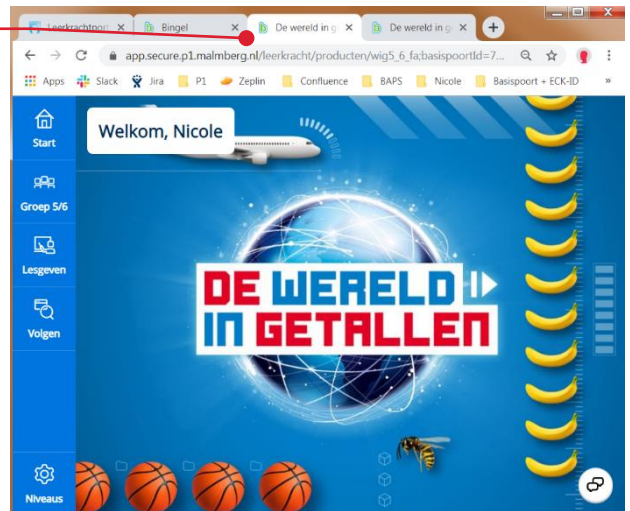 Leerkrachtport
Bingel
De wereld in g
De wereld in g
app.secure.p1.malmberg.nl/leerkracht/producten/wig5_6_fa;basispoortId=7...
Apps Slack Jira P1 Zeplin Confluence BAPS Nicole Basispoort + ECK-ID »
Start
Welkom, Nicole
Groep 5/6
Lesgeven
Volgen
DE WERELD
IN GETALLEN
Niveaus